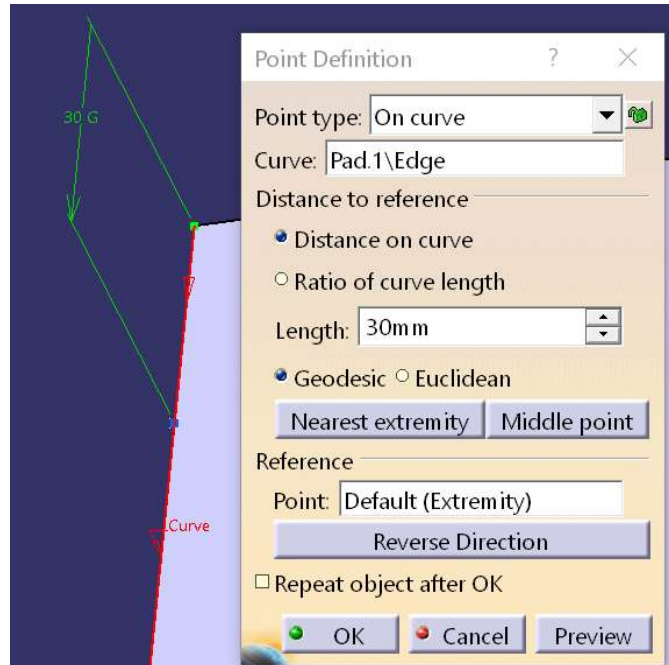 Point Definition ? ×
30 G
Point type: On curve
Curve: Pad.1\Edge
Distance to reference
Distance on curve
Ratio of curve length
Length: 30mm
Geodesic Euclidean
Nearest extremity Middle point
Reference
Point: Default (Extremity)
Curve
Reverse Direction
Repeat object after OK
OK Cancel Preview